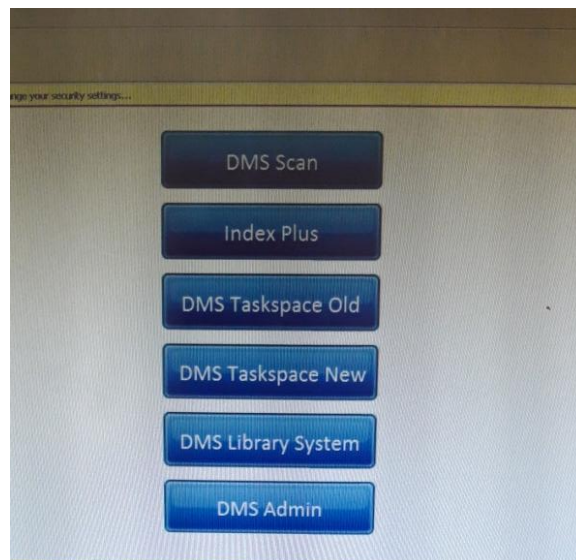 nge your security settings...
DMS Scan
Index Plus
DMS Taskspace Old
DMS Taskspace New
DMS Library System
DMS Admin